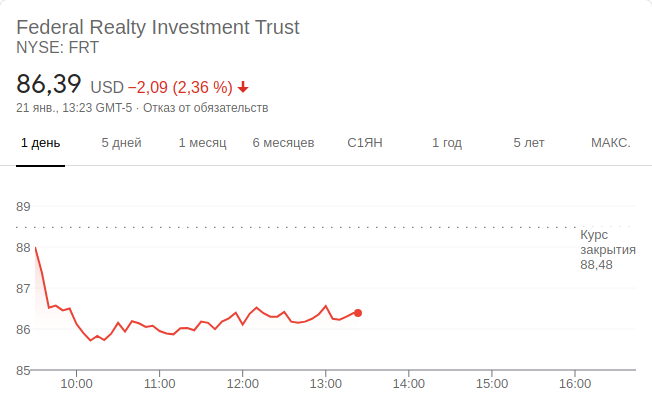 Federal Realty Investment Trust
NYSE: FRT
86,39 USD −2,09 (2,36 %)
21 янв., 13:23 GMT-5 · Отказ от обязательств
1 день 5 дней 1 месяц 6 месяцев С1ЯН 1 год 5 лет МАКС.
89
Курс
88 закрытия
88,48
87
86
85
10:00 11:00 12:00 13:00 14:00 15:00 16:00